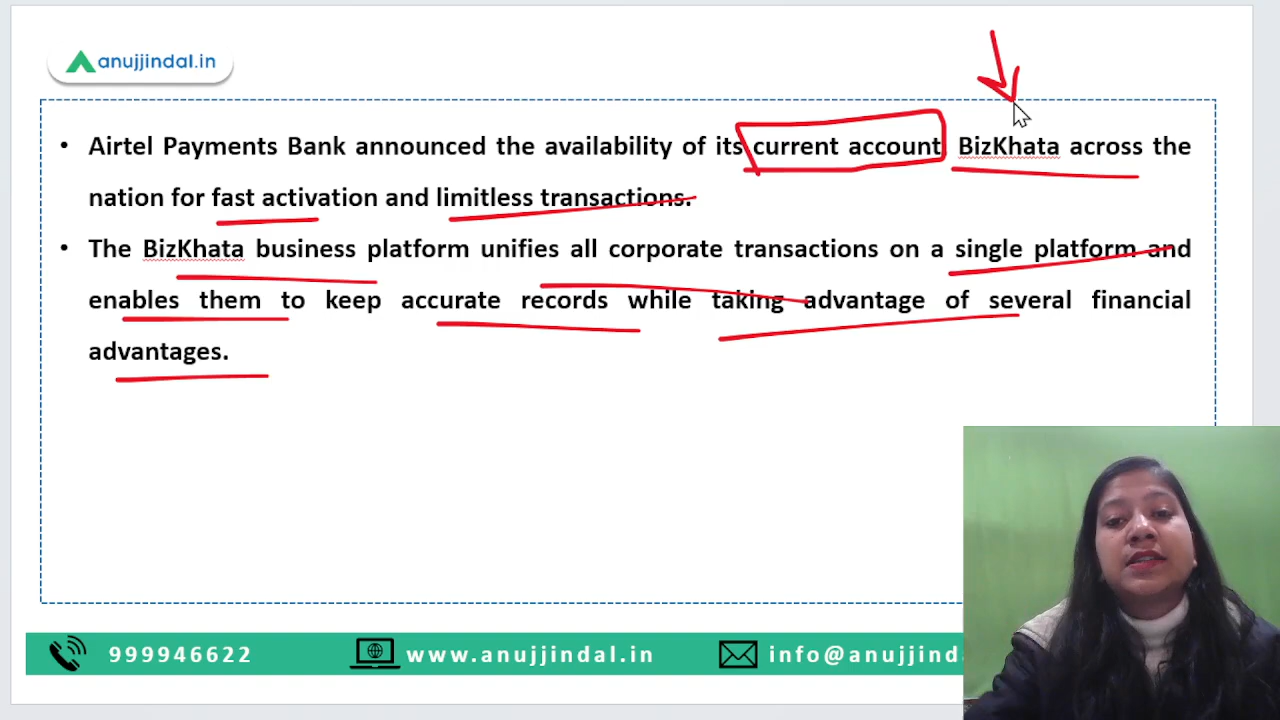 anujjindal.in
• Airtel Payments Bank announced the availability of its current account BizKhata across the
nation for fast activation and limitless transactions.
• The BizKhata business platform unifies all corporate transactions on a single platform and
enables them to keep accurate records while taking advantage of several financial
advantages.
999946622 www.anujjindal.in info@anujjinda